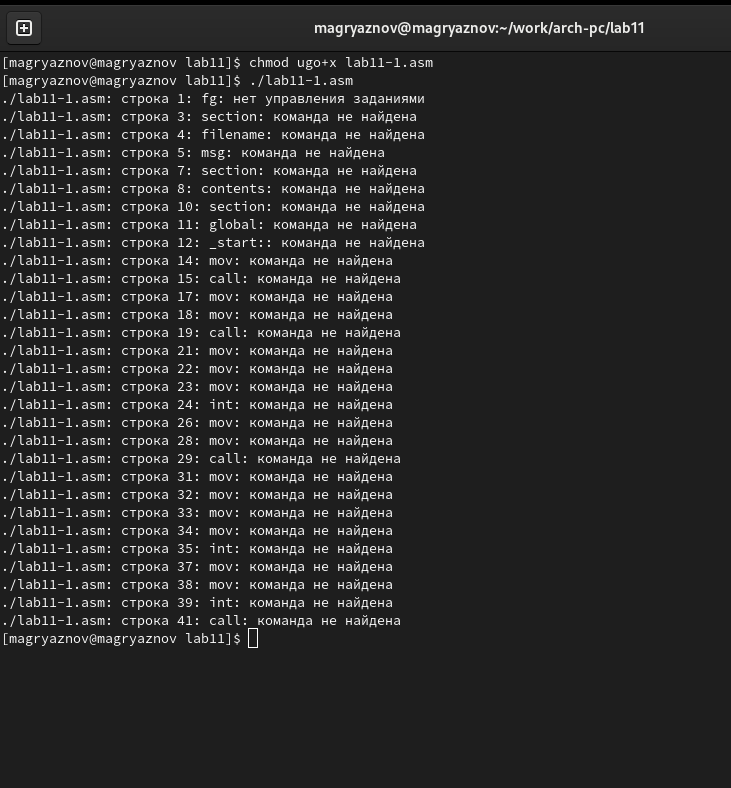 magryaznov@magryaznov:~/work/arch-pc/lab11
[magryaznov@magryaznov lab11]$ chmod ugo+x lab11-1.asm
[magryaznov@magryaznov lab11]$ ./lab11-1.asm
./lab11-1.asm: строка 1: fg: нет управления заданиями
./lab11-1.asm: строка 3: section: команда не найдена
./lab11-1.asm: строка 4: filename: команда не найдена
./lab11-1.asm: строка 5: msg: команда не найдена
./lab11-1.asm: строка 7: section: команда не найдена
./lab11-1.asm: строка 8: contents: команда не найдена
./lab11-1.asm: строка 10: section: команда не найдена
./lab11-1.asm: строка 11: global: команда не найдена
./lab11-1.asm: строка 12: _start:: команда не найдена
./lab11-1.asm: строка 14: mov: команда не найдена
./lab11-1.asm: строка 15: call: команда не найдена
./lab11-1.asm: строка 17: mov: команда не найдена
./lab11-1.asm: строка 18: mov: команда не найдена
./lab11-1.asm: строка 19: call: команда не найдена
./lab11-1.asm: строка 21: mov: команда не найдена
./lab11-1.asm: строка 22: mov: команда не найдена
./lab11-1.asm: строка 23: mov: команда не найдена
./lab11-1.asm: строка 24: int: команда не найдена
./lab11-1.asm: строка 26: mov: команда не найдена
./lab11-1.asm: строка 28: mov: команда не найдена
./lab11-1.asm: строка 29: call: команда не найдена
./lab11-1.asm: строка 31: mov: команда не найдена
./lab11-1.asm: строка 32: mov: команда не найдена
./lab11-1.asm: строка 33: mov: команда не найдена
./lab11-1.asm: строка 34: mov: команда не найдена
./lab11-1.asm: строка 35: int: команда не найдена
./lab11-1.asm: строка 37: mov: команда не найдена
./lab11-1.asm: строка 38: mov: команда не найдена
./lab11-1.asm: строка 39: int: команда не найдена
./lab11-1.asm: строка 41: call: команда не найдена
[magryaznov@magryaznov lab11]$